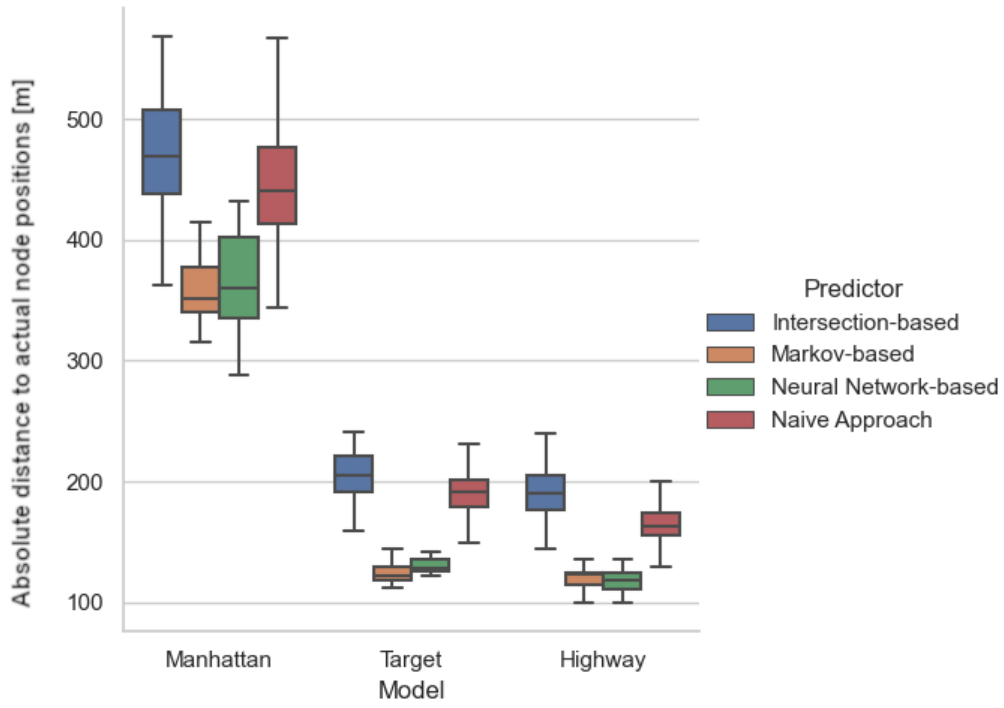 Absolute distance to actual node positions [m]
500
400
300
200
100
Manhattan
Target
Highway
Model
Predictor
Intersection-based
Markov-based
Neural Network-based
Naive Approach